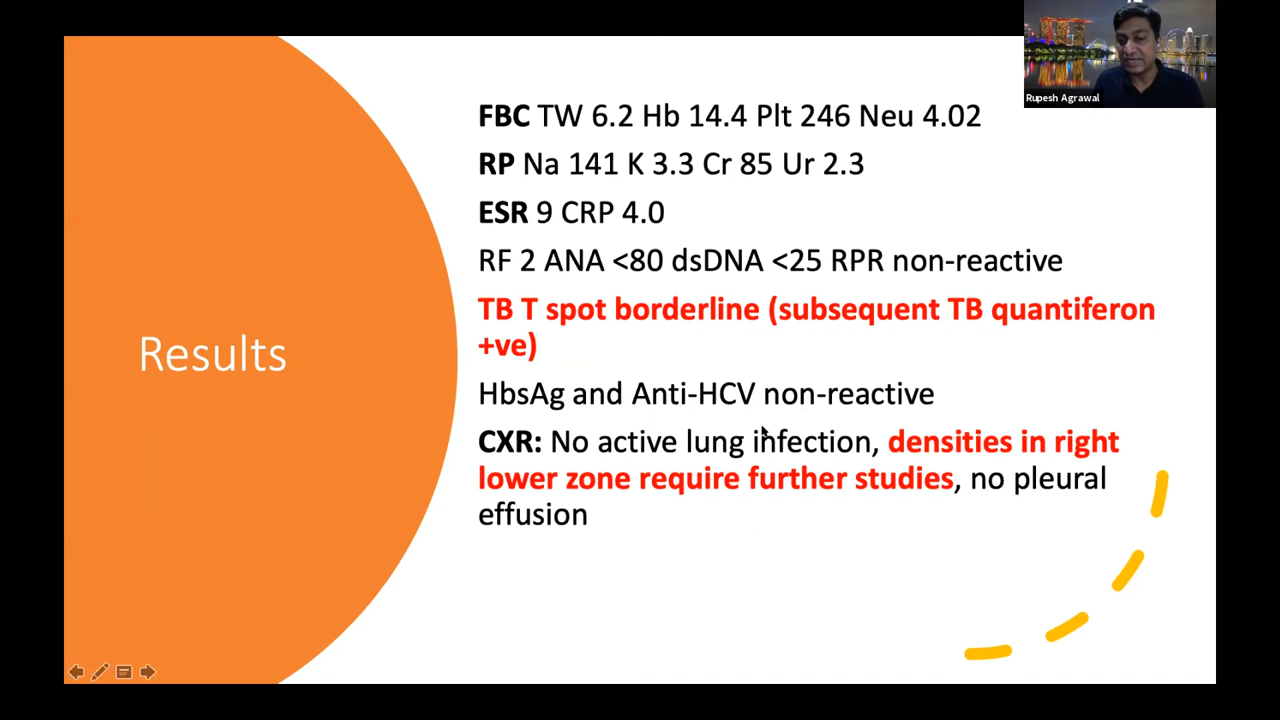 Rupesh Agrawal
FBC TW 6.2 Hb 14.4 Plt 246 Neu 4.02
RP Na 141 K 3.3 Cr 85 Ur 2.3
ESR 9 CRP 4.0
RF 2 ANA <80 dsDNA <25 RPR non-reactive
TB T spot borderline (subsequent TB quantiferon
+ve)
Results
HbsAg and Anti-HCV non-reactive
CXR: No active lung infection, densities in right
lower zone require further studies, no pleural
effusion